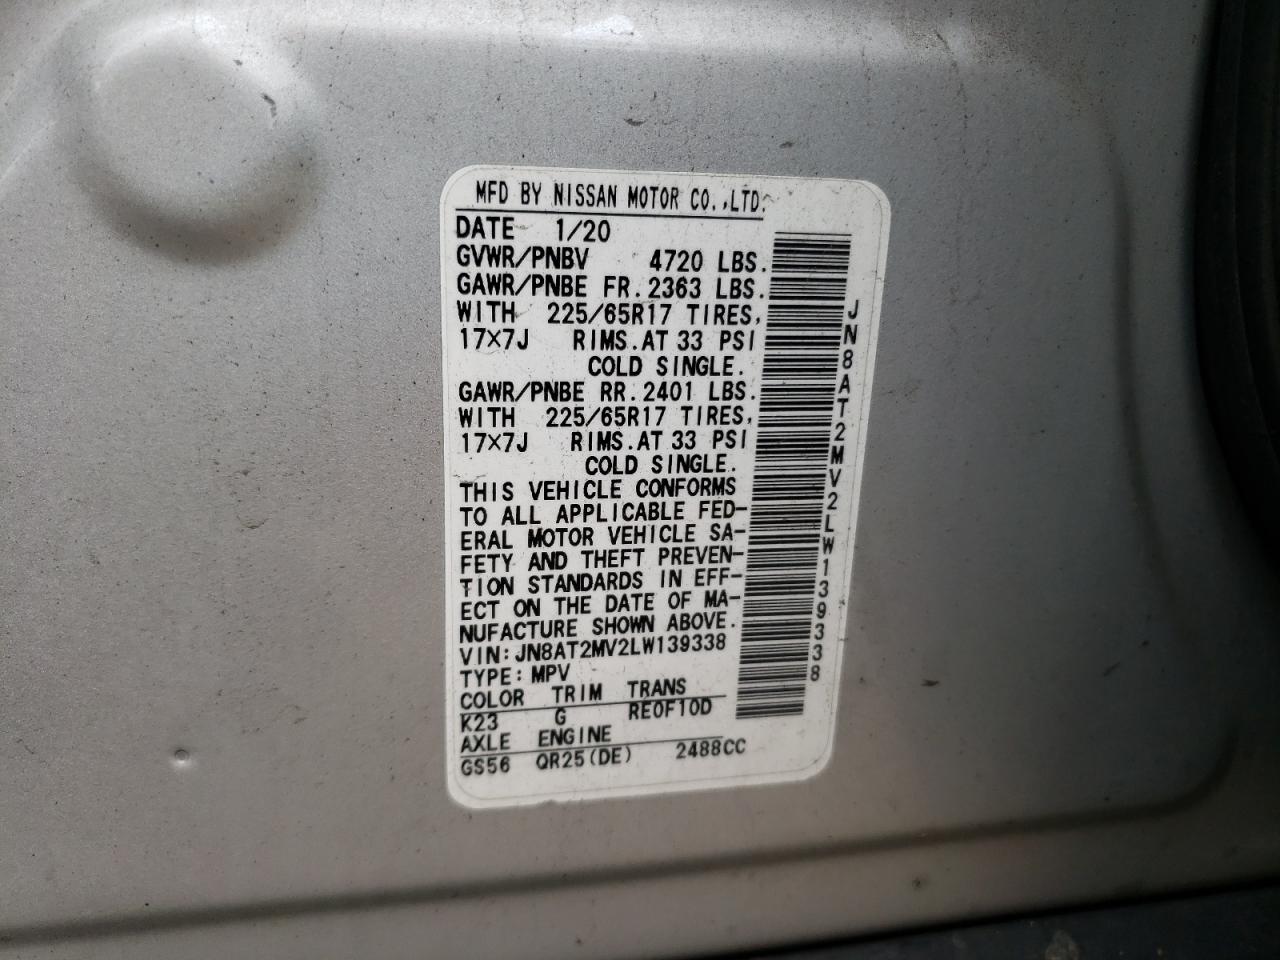 MFD BY NISSAN MOTOR CO.,LTD.
DATE 1/20
GVWR/PNBV 4720 LBS.
GAWR/PNBE FR.2363 LBS.
WITH 225/65R17 TIRES,
17×7J RIMS.AT 33 PSI
COLD SINGLE.
GAWR/PNBE RR.2401 LBS.
WITH 225/65R17 TIRES,
17×7J RIMS.AT 33 PSI
COLD SINGLE.
THIS VEHICLE CONFORMS
TO ALL APPLICABLE FED-
ERAL MOTOR VEHICLE SA-
FETY AND THEFT PREVEN-
TION STANDARDS IN EFF-
ECT ON THE DATE OF MA-
NUFACTURE SHOWN ABOVE.
VIN:JN8AT2MV2LW139338
TYPE:MPV
COLOR TRIM TRANS
K23 G RE0F10D
AXLE ENGINE
GS56 QR25(DE) 2488CC
JN8AT2MV2LW139338